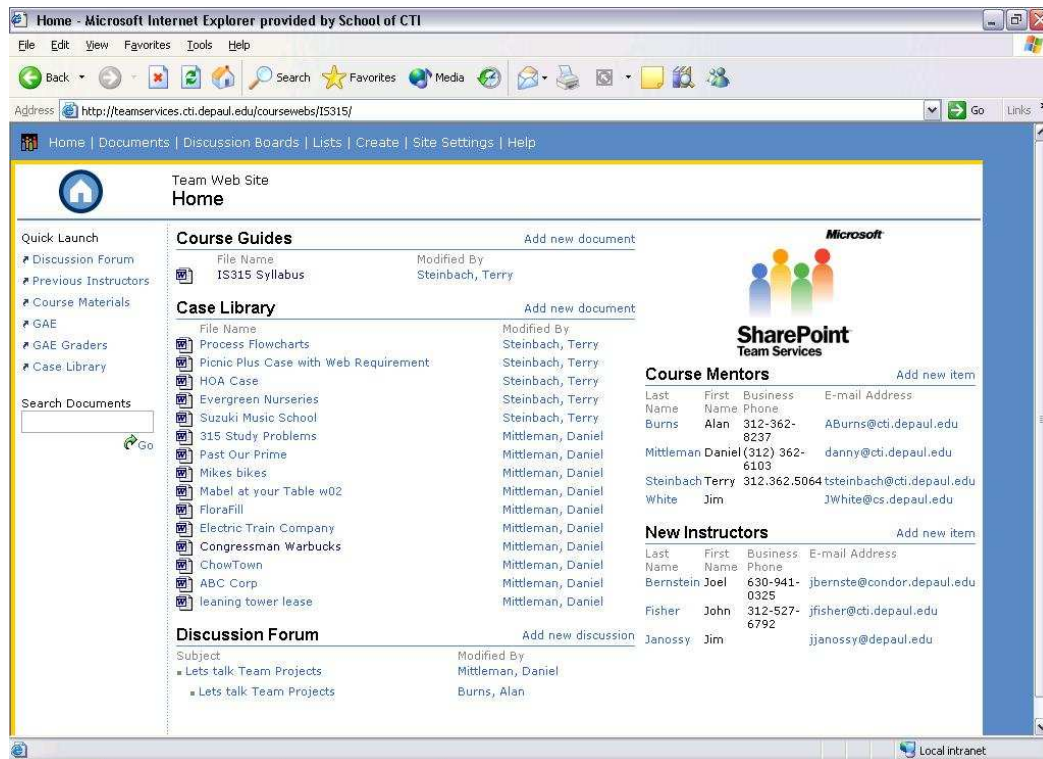 Home - Microsoft Internet Explorer provided by School of CTI
File Edit View Favorites Tools Help
Back Search Favorites Media
Address http://teamservices.cti.depaul.edu/coursewebs/IS315/ Go Links
Home | Documents | Discussion Boards | Lists | Create | Site Settings | Help
Team Web Site
Home
Quick Launch
Discussion Forum
Previous Instructors
Course Materials
GAE
GAE Graders
Case Library
Search Documents
Go
Course Guides Add new document
File Name Modified By
IS315 Syllabus Steinbach, Terry
Case Library Add new document
File Name Modified By
Process Flowcharts Steinbach, Terry
Picnic Plus Case with Web Requirement Steinbach, Terry
HOA Case Steinbach, Terry
Evergreen Nurseries Steinbach, Terry
Suzuki Music School Steinbach, Terry
315 Study Problems Mittleman, Daniel
Past Our Prime Mittleman, Daniel
Mikes bikes Mittleman, Daniel
Mabel at your Table w02 Mittleman, Daniel
FloraFill Mittleman, Daniel
Electric Train Company Mittleman, Daniel
Congressman Warbucks Mittleman, Daniel
ChowTown Mittleman, Daniel
ABC Corp Mittleman, Daniel
leaning tower lease Mittleman, Daniel
Discussion Forum Add new discussion
Subject Modified By
Lets talk Team Projects Mittleman, Daniel
Lets talk Team Projects Burns, Alan
Microsoft
SharePoint
Team Services
Course Mentors Add new item
Last First Business E-mail Address
Name Name Phone
Burns Alan 312-362- ABurns@cti.depaul.edu
8237
Mittleman Daniel (312) 362- danny@cti.depaul.edu
6103
Steinbach Terry 312.362.5064 tsteinbach@cti.depaul.edu
White Jim JWhite@cs.depaul.edu
New Instructors Add new item
Last First Business E-mail Address
Name Name Phone
Bernstein Joel 630-941- jbernste@condor.depaul.edu
0325
Fisher John 312-527- jfisher@cti.depaul.edu
6792
Janossy Jim jjanossy@depaul.edu
Local intranet